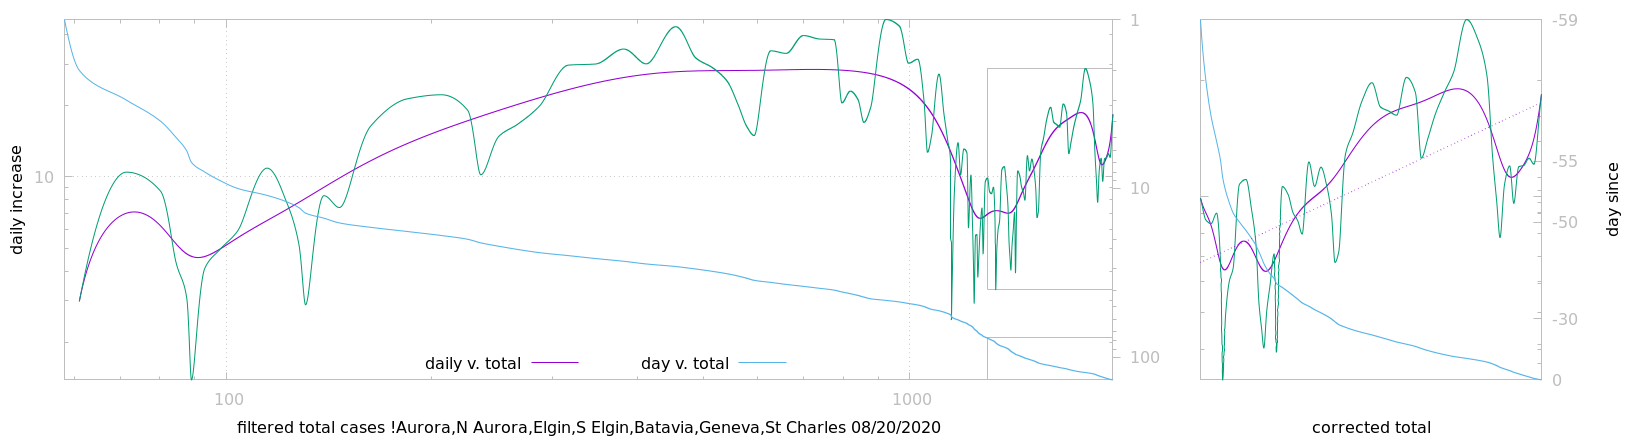 1
-59
daily increase
10
10
-55
-50
day since
-30
daily v. total
day v. total
100
0
100
1000
filtered total cases !Aurora,N Aurora,Elgin,S Elgin,Batavia,Geneva,St Charles 08/20/2020
corrected total